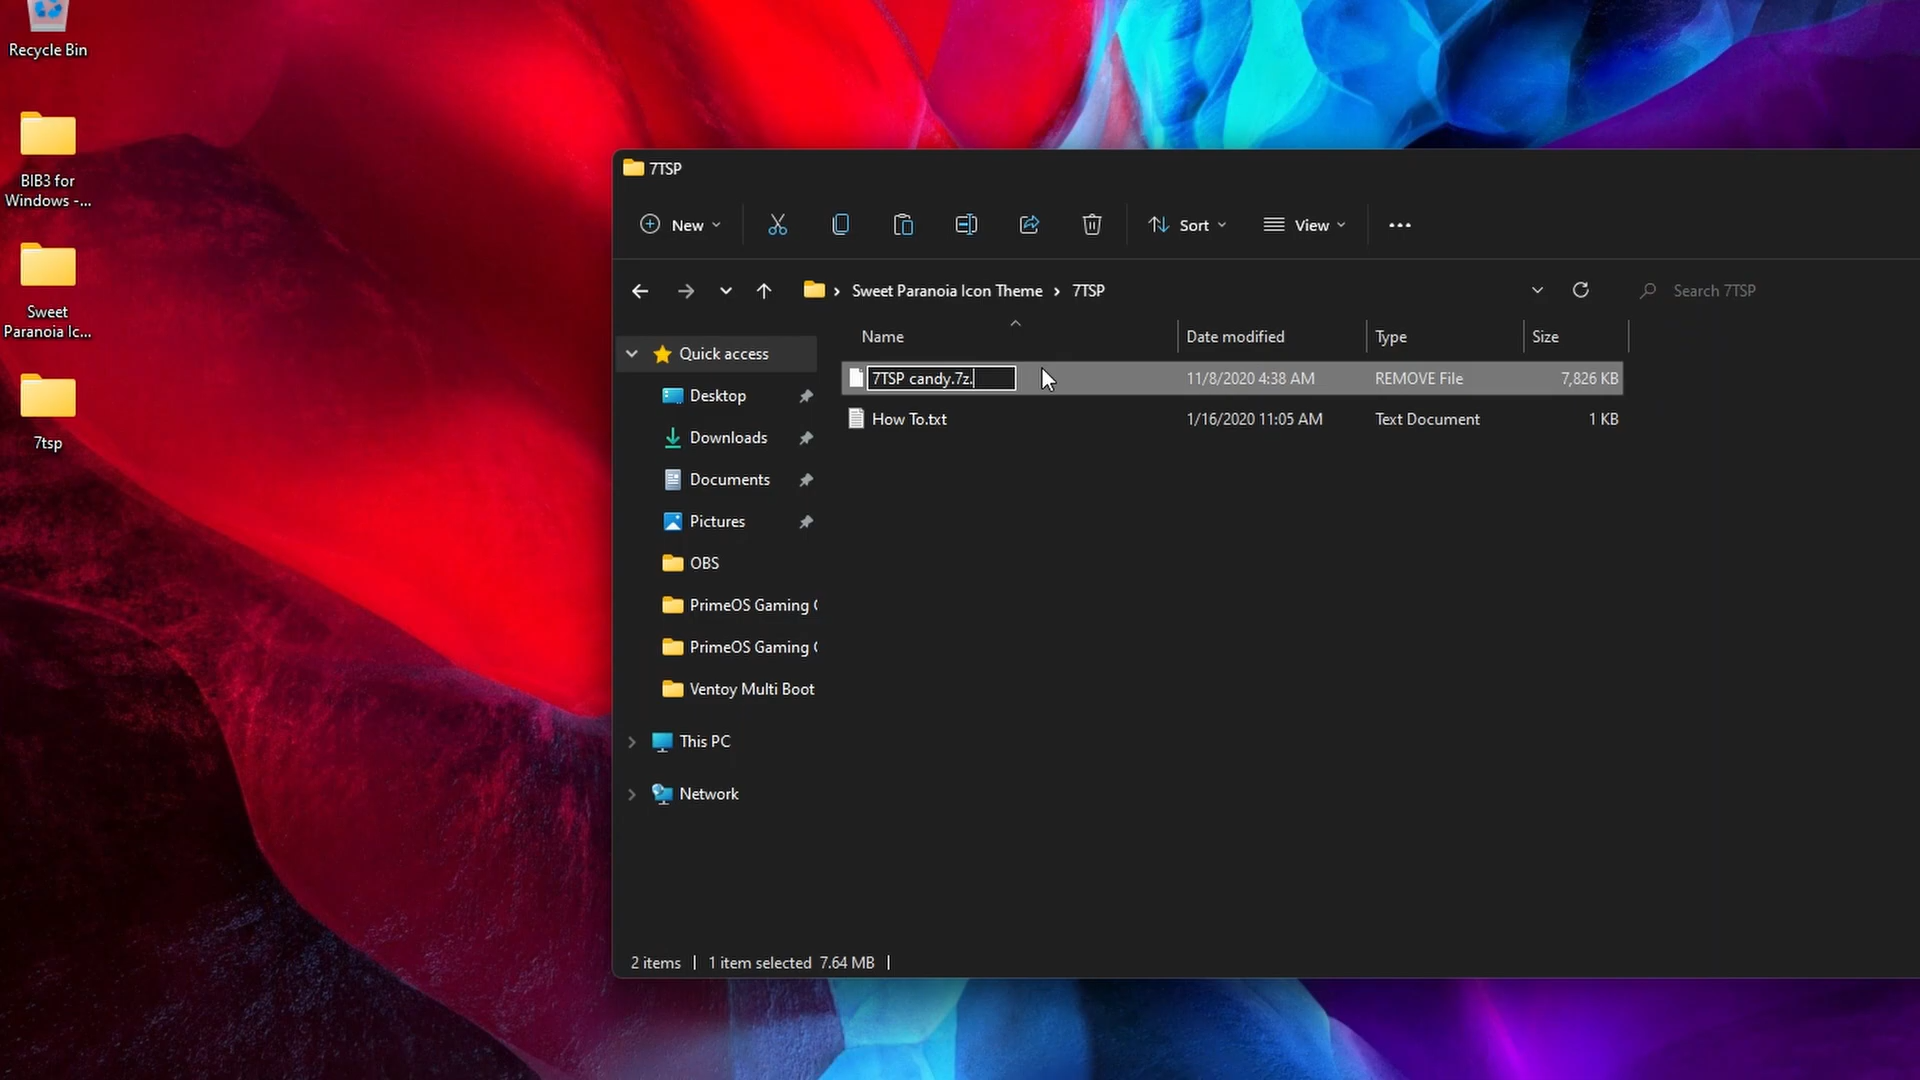 Recycle Bin
BIB3 for
Windows -...
Sweet
Paranoia Ic...
7tsp
7TSP
New
Sort
View
Sweet Paranoia Icon Theme
7TSP
Search 7TSP
Name
Date modified
Type
Size
7TSP candy.7z.
11/8/2020 4:38 AM
REMOVE File
7,826 KB
How To.txt
1/16/2020 11:05 AM
Text Document
1 KB
Quick access
Desktop
Downloads
Documents
Pictures
OBS
PrimeOS Gaming
PrimeOS Gaming
Ventoy Multi Boot
This PC
Network
2 items
1 item selected 7.64 MB